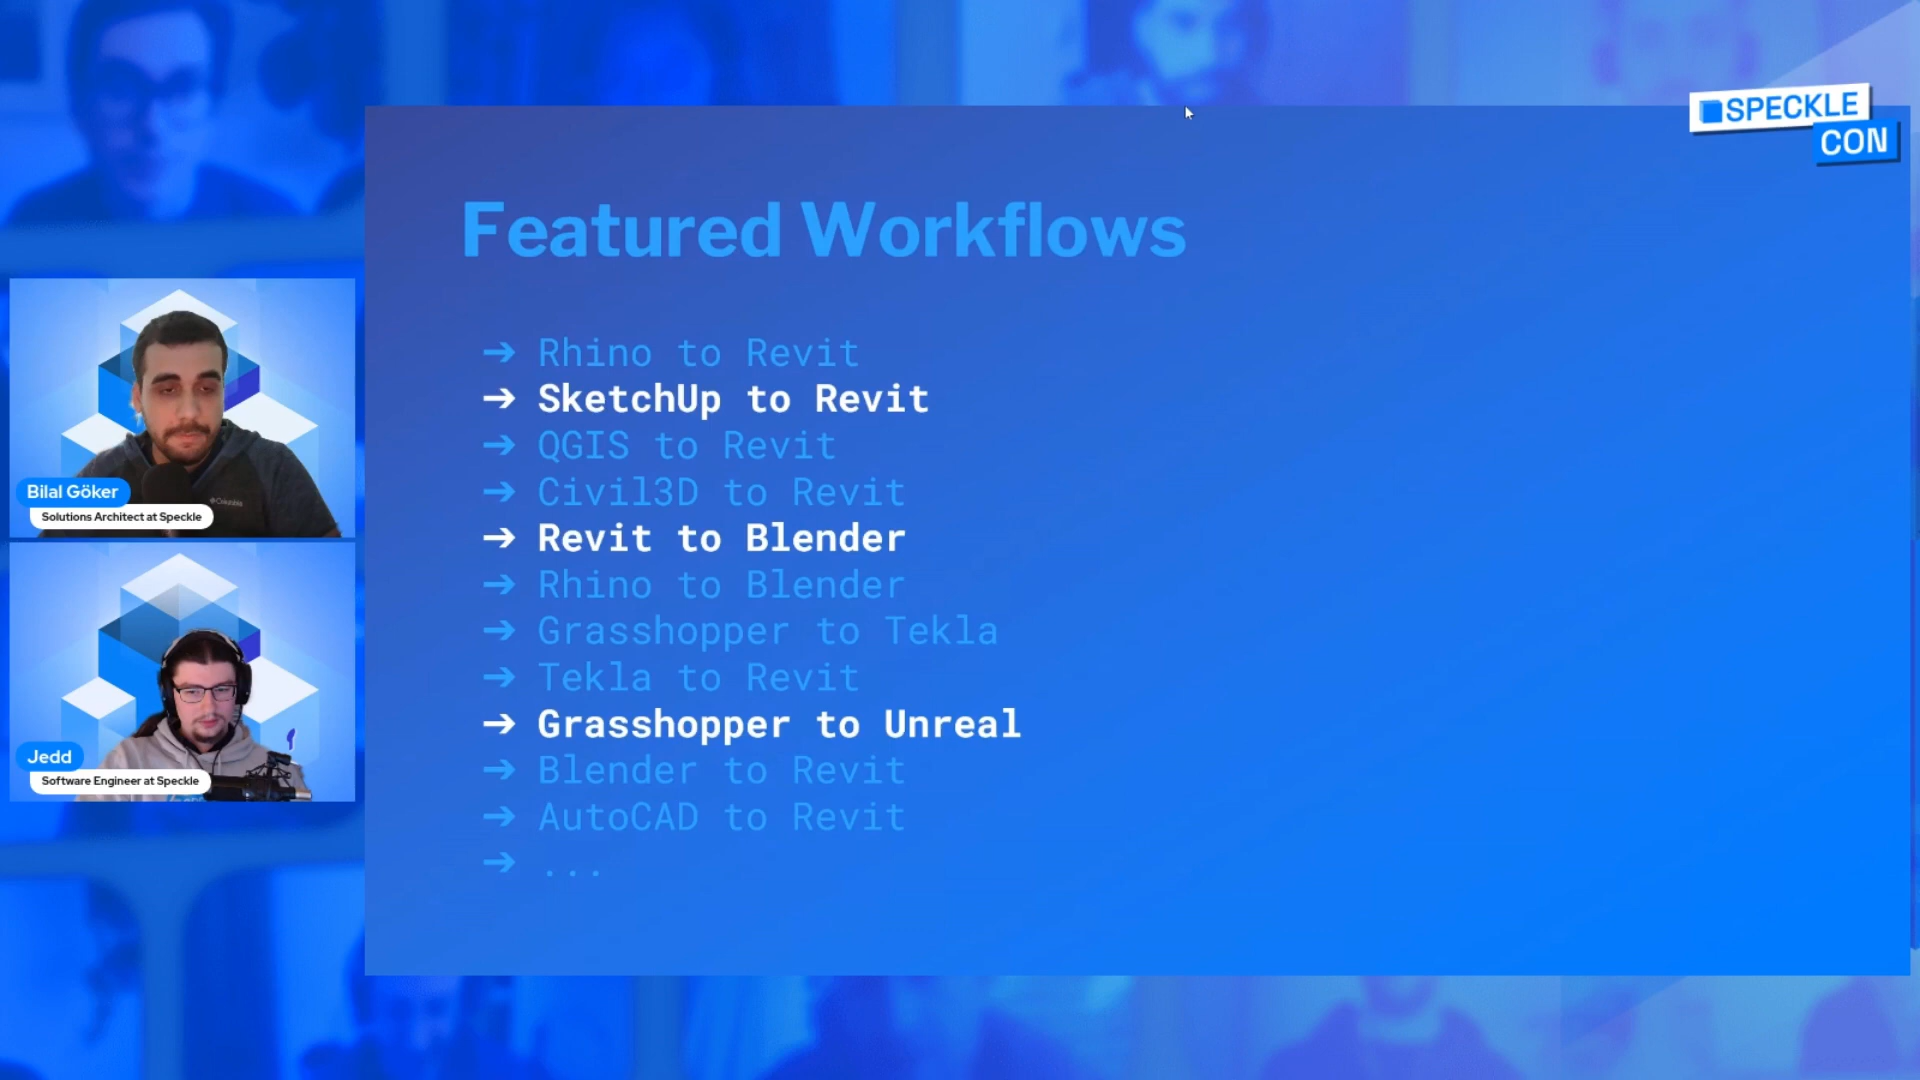 SPECKLE
CON
Featured Workflows
➔ Rhino to Revit
➔ SketchUp to Revit
➔ QGIS to Revit
➔ Civil3D to Revit
➔ Revit to Blender
➔ Rhino to Blender
➔ Grasshopper to Tekla
➔ Tekla to Revit
➔ Grasshopper to Unreal
➔ Blender to Revit
➔ AutoCAD to Revit
➔ ...
Columbia
Bilal Göker
Solutions Architect at Speckle
Jedd
Software Engineer at Speckle